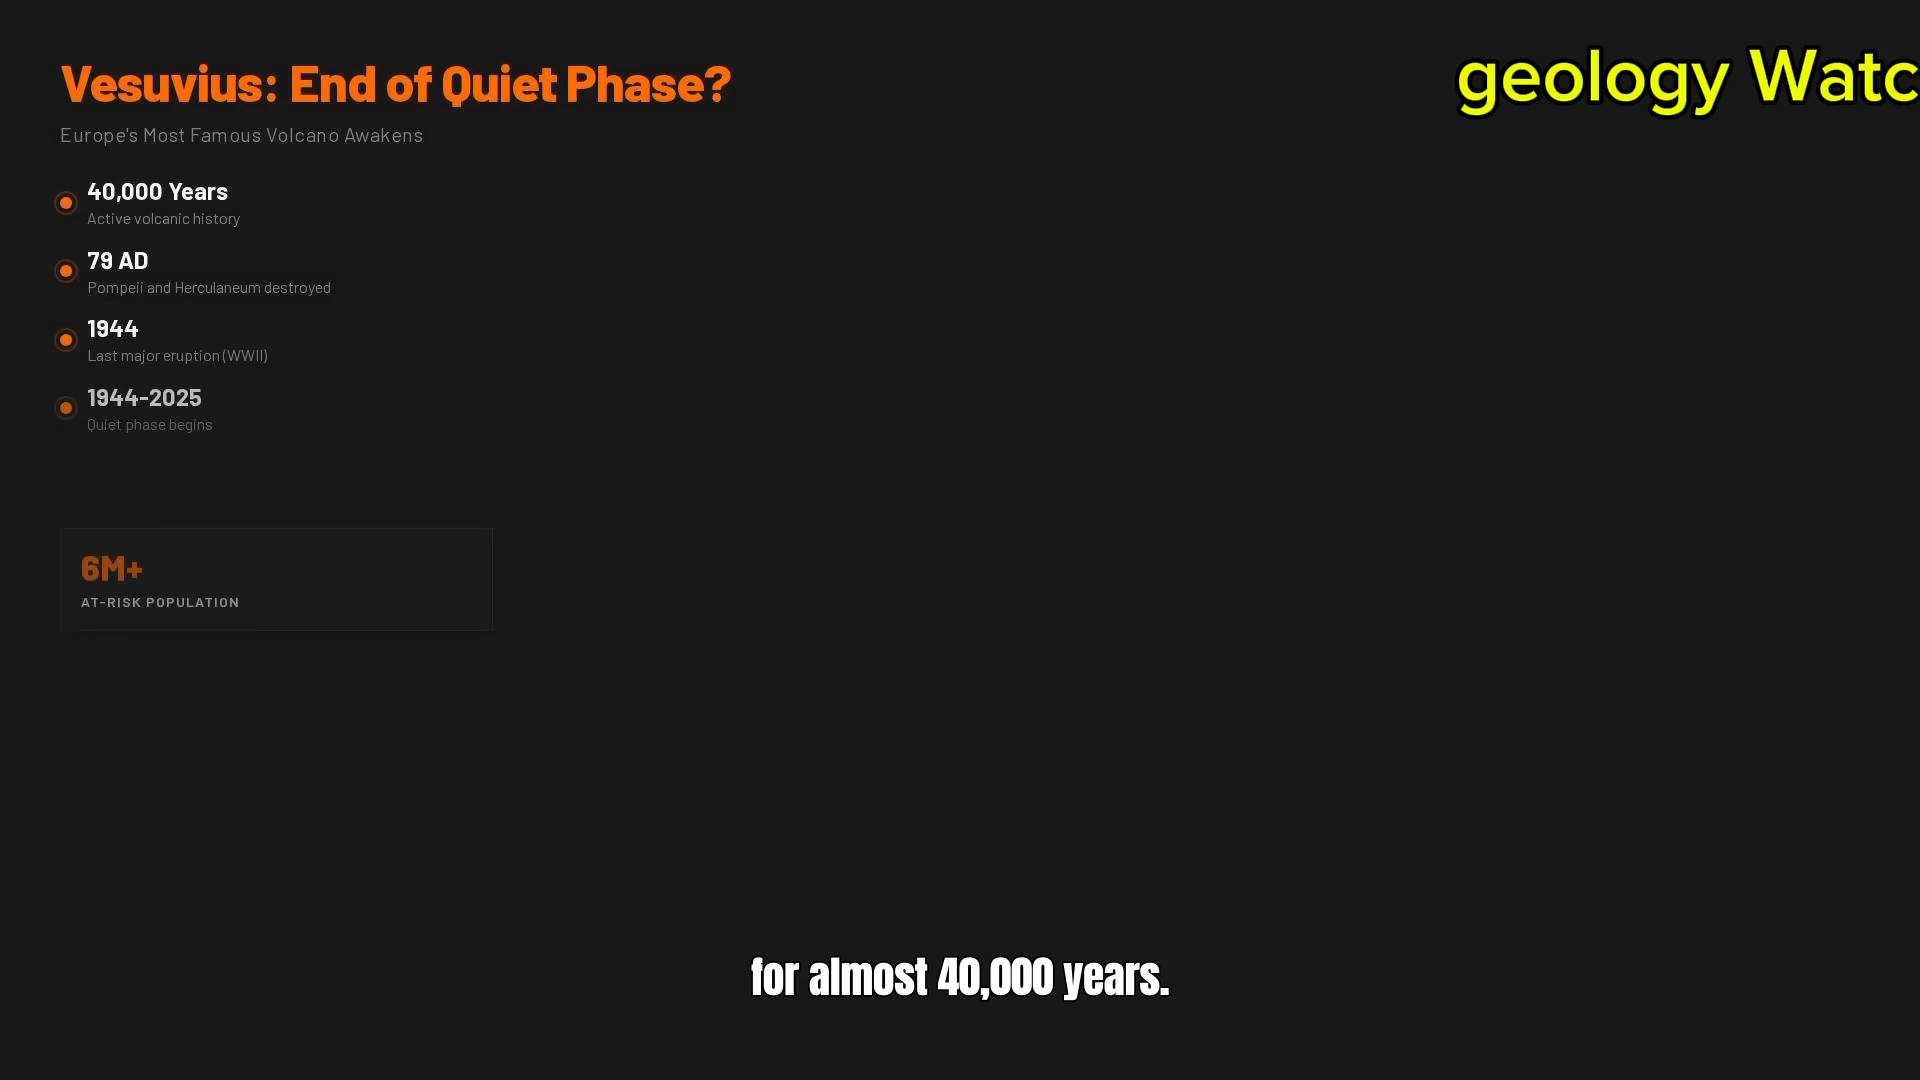 Vesuvius: End of Quiet Phase?
geology Watc
Europe's Most Famous Volcano Awakens
40,000 Years
Active volcanic history
79 AD
Pompeii and Herculaneum destroyed
1944
Last major eruption (WWII)
1944-2025
Quiet phase begins
6M+
AT-RISK POPULATION
for almost 40,000 years.